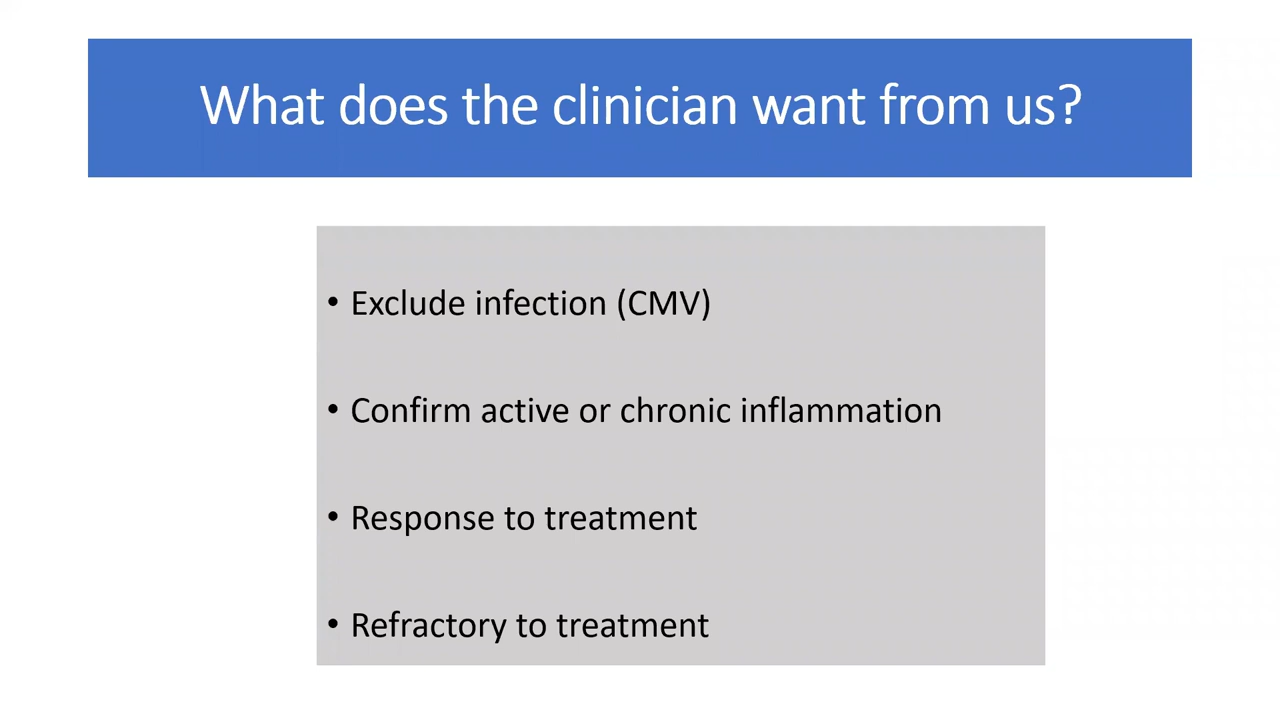 What does the clinician want from us?
• Exclude infection (CMV)
• Confirm active or chronic inflammation
• Response to treatment
• Refractory to treatment